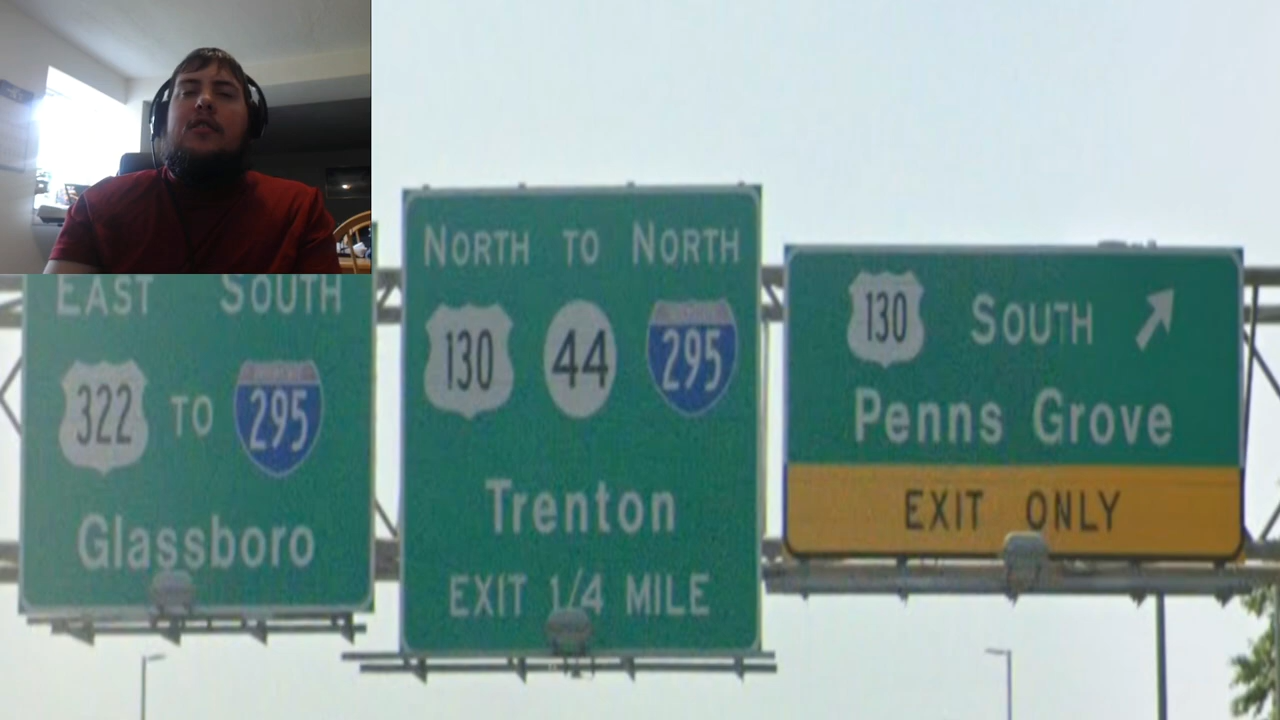 EAST SOUTH
322 TO 295
Glassboro
NORTH TO NORTH
130 44 295
Trenton
EXIT 1/4 MILE
130 SOUTH
Penns Grove
EXIT ONLY